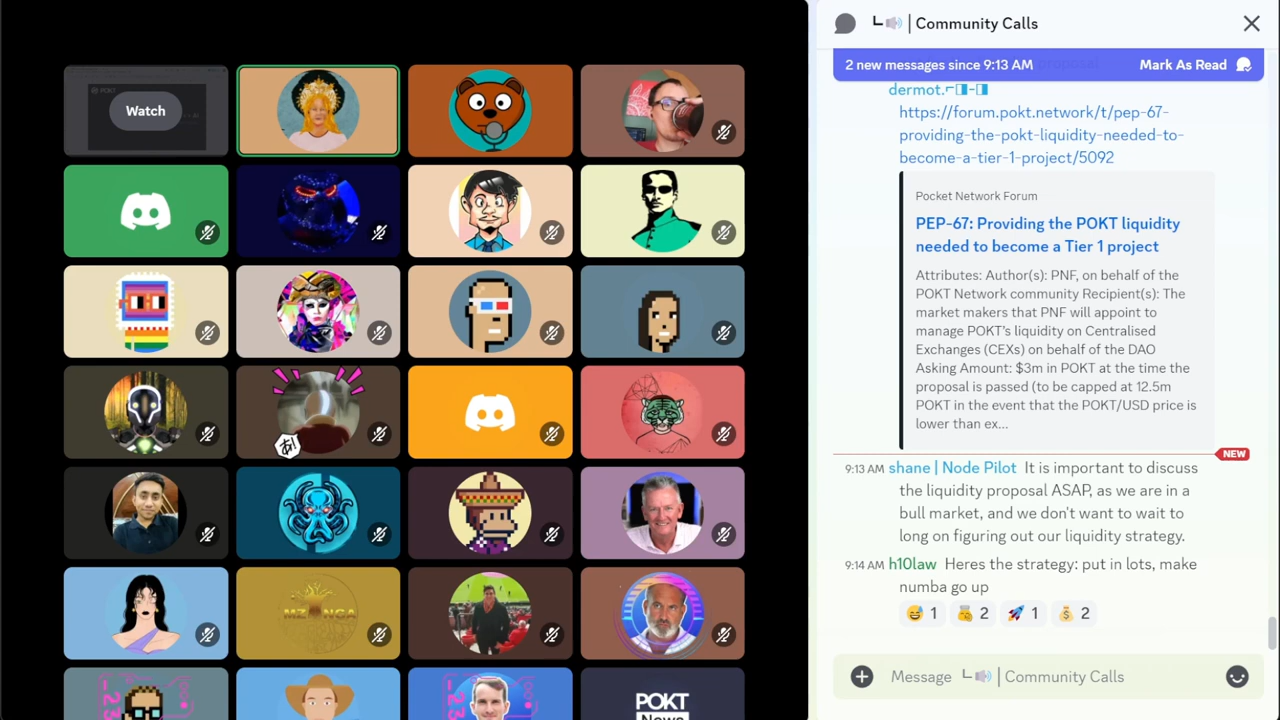 Watch
MZ NGA
POKT
News
Community Calls
2 new messages since 9:13 AM
Mark As Read
dermot.
https://forum.pokt.network/t/pep-67-
providing-the-pokt-liquidity-needed-to-
become-a-tier-1-project/5092
Pocket Network Forum
PEP-67: Providing the POKT liquidity
needed to become a Tier 1 project
Attributes: Author(s): PNF, on behalf of the
POKT Network community Recipient(s): The
market makers that PNF will appoint to
manage POKT's liquidity on Centralised
Exchanges (CEXs) on behalf of the DAO
Asking Amount: $3m in POKT at the time the
proposal is passed (to be capped at 12.5m
POKT in the event that the POKT/USD price is
lower than ex...
NEW
9:13 AM shane | Node Pilot It is important to discuss
the liquidity proposal ASAP, as we are in a
bull market, and we don't want to wait to
long on figuring out our liquidity strategy.
9:14 AM h10law Heres the strategy: put in lots, make
numba go up
1 2 1 2
Message Community Calls